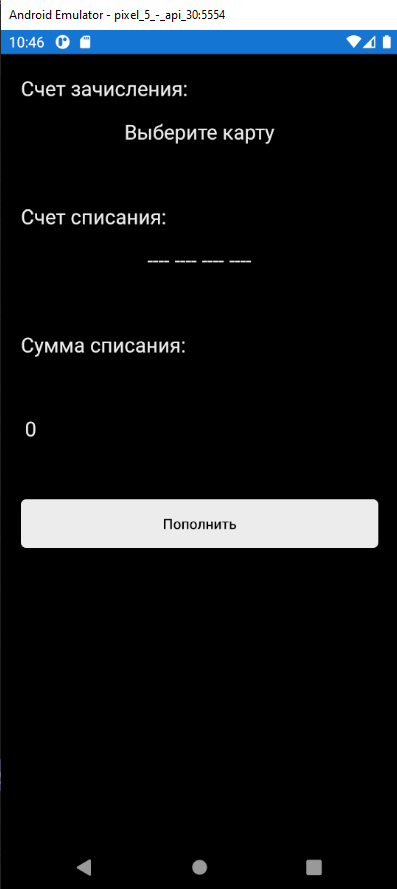 Android Emulator - pixel_5_-_api_30:5554
10:46
Счет зачисления:
Выберите карту
Счет списания:
---- ---- ---- ----
Сумма списания:
0
Пополнить